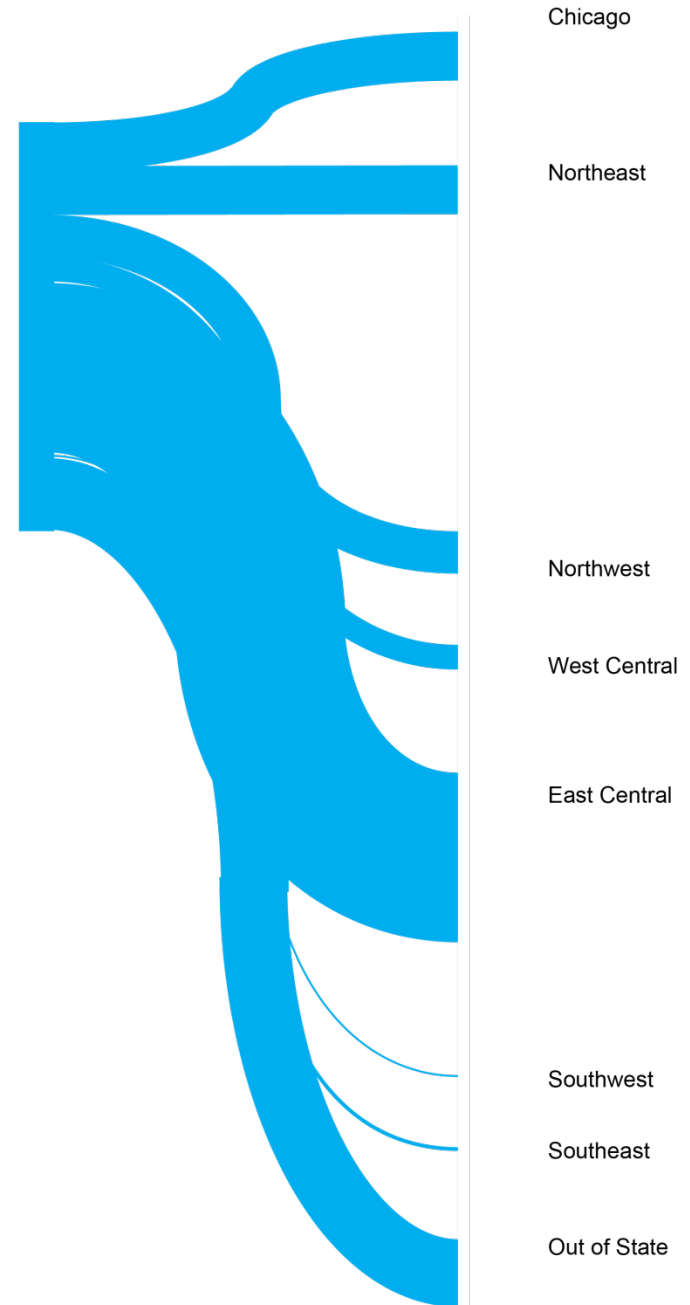 Chicago
Northeast
Northwest
West Central
East Central
Southwest
Southeast
Out of State